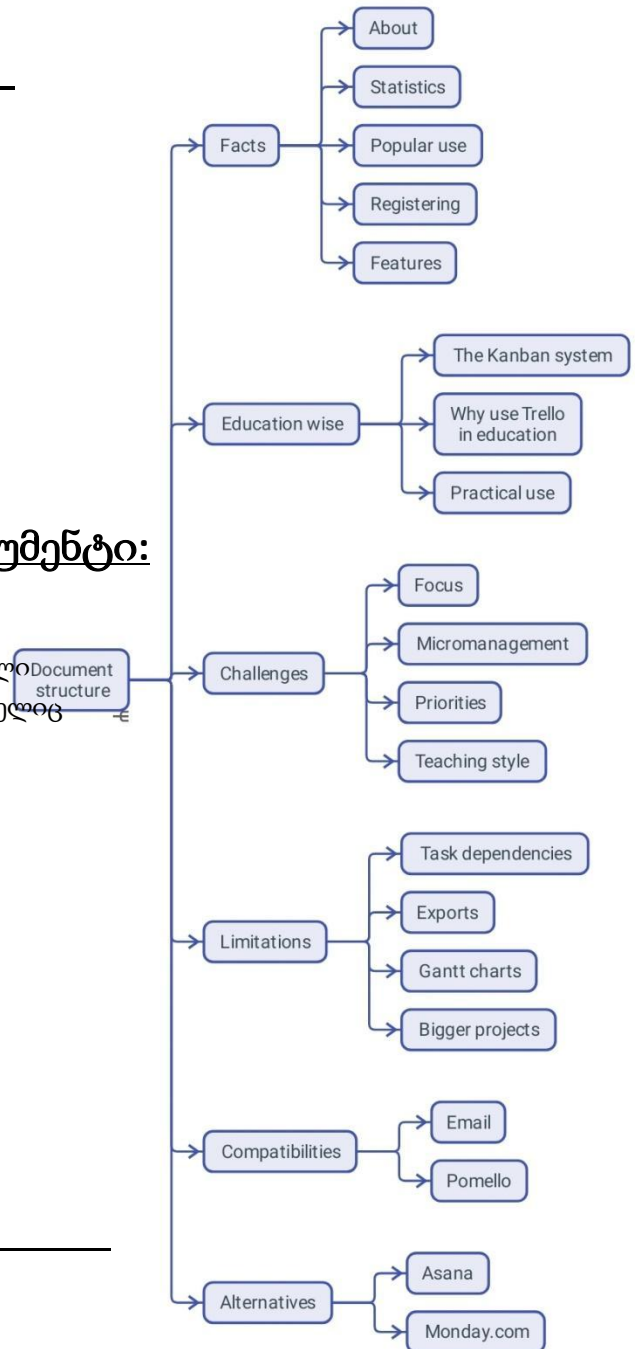 About
Statistics
Facts
Popular use
Registering
Features
The Kanban system
Education wise
Why use Trello
in education
Practical use
უმენტი:
Focus
Micromanagement
Document
structure
Challenges
Priorities
Teaching style
Task dependencies
Exports
Limitations
Gantt charts
Bigger projects
Email
Compatibilities
Pomello
Asana
Alternatives
Monday.com